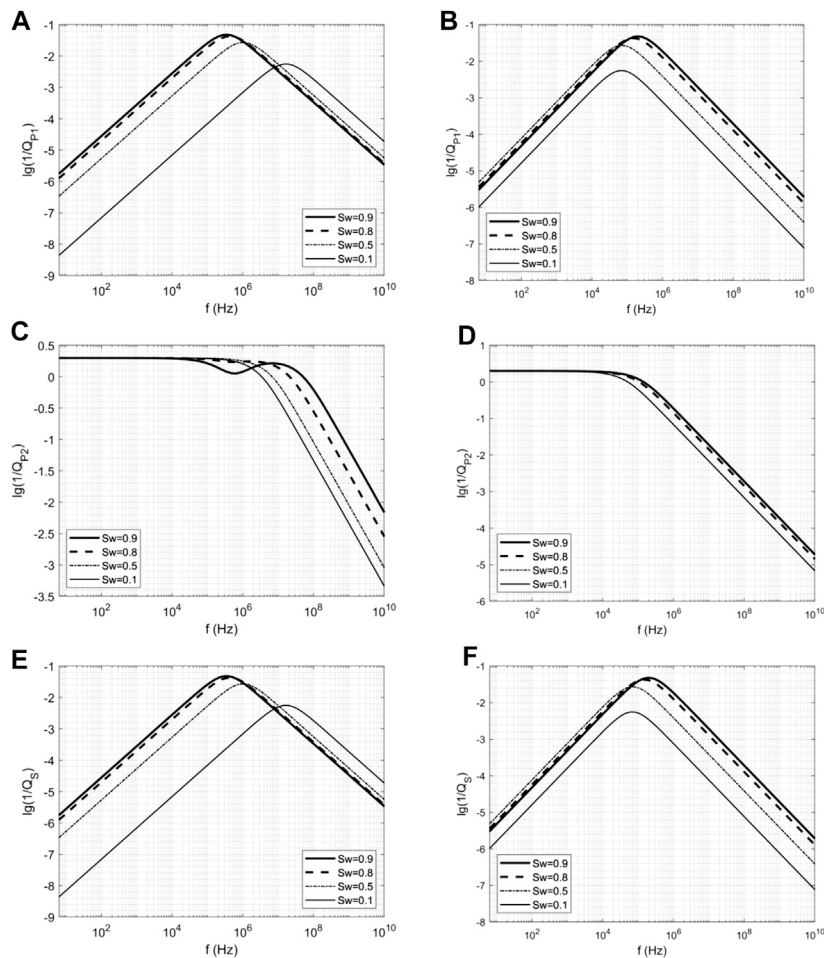 A
lg(1/Q_P1)
-1
-2
-3
-4
-5
-6
-7
-8
-9
Sw=0.9
Sw=0.8
Sw=0.5
Sw=0.1
10^2 10^4 10^6 10^8 10^10
f (Hz)
B
lg(1/Q_P1)
-1
-2
-3
-4
-5
-6
-7
-8
Sw=0.9
Sw=0.8
Sw=0.5
Sw=0.1
10^2 10^4 10^6 10^8 10^10
f (Hz)
C
lg(1/Q_P2)
0.5
0
-0.5
-1
-1.5
-2
-2.5
-3
-3.5
Sw=0.9
Sw=0.8
Sw=0.5
Sw=0.1
10^2 10^4 10^6 10^8 10^10
f (Hz)
D
lg(1/Q_P2)
1
0
-1
-2
-3
-4
-5
-6
Sw=0.9
Sw=0.8
Sw=0.5
Sw=0.1
10^2 10^4 10^6 10^8 10^10
f (Hz)
E
lg(1/Q_S)
-1
-2
-3
-4
-5
-6
-7
-8
-9
Sw=0.9
Sw=0.8
Sw=0.5
Sw=0.1
10^2 10^4 10^6 10^8 10^10
f (Hz)
F
lg(1/Q_S)
-1
-2
-3
-4
-5
-6
-7
-8
Sw=0.9
Sw=0.8
Sw=0.5
Sw=0.1
10^2 10^4 10^6 10^8 10^10
f (Hz)